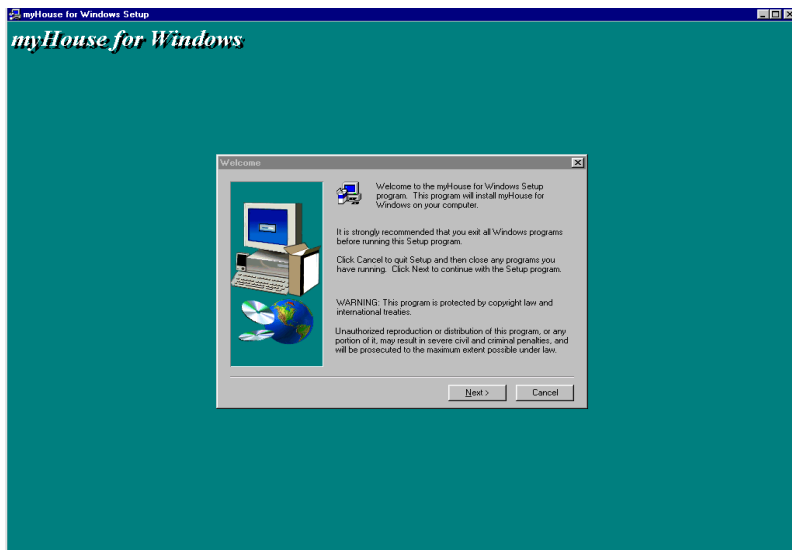 myHouse for Windows Setup
myHouse for Windows
Welcome
Welcome to the myHouse for Windows Setup
program. This program will install myHouse for
Windows on your computer.
It is strongly recommended that you exit all Windows programs
before running this Setup program.
Click Cancel to quit Setup and then close any programs you
have running. Click Next to continue with the Setup program.
WARNING: This program is protected by copyright law and
international treaties.
Unauthorized reproduction or distribution of this program, or any
portion of it, may result in severe civil and criminal penalties, and
will be prosecuted to the maximum extent possible under law.
Next > Cancel